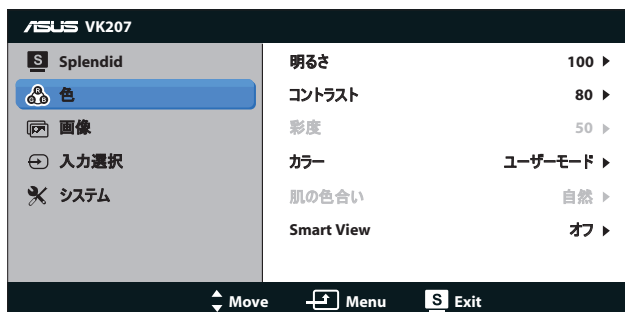 ASUS VK207
S Splendid
色
画像
入力選択
システム
明るさ 100
コントラスト 80
彩度 50
カラー ユーザーモード
肌の色合い 自然
Smart View オフ
Move Menu S Exit